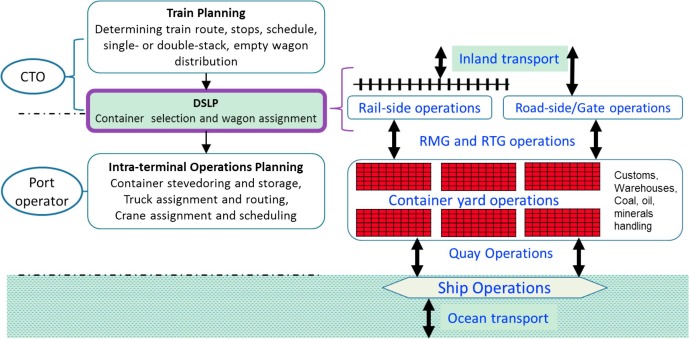 Train Planning
Determining train route, stops, schedule,
single- or double-stack, empty wagon
distribution
CTO
DSLP
Container selection and wagon assignment
Intra-terminal Operations Planning
Container stevedoring and storage,
Truck assignment and routing,
Crane assignment and scheduling
Port
operator
Inland transport
Rail-side operations
Road-side/Gate operations
RMG and RTG operations
Container yard operations
Customs,
Warehouses,
Coal, oil,
minerals
handling
Quay Operations
Ship Operations
Ocean transport